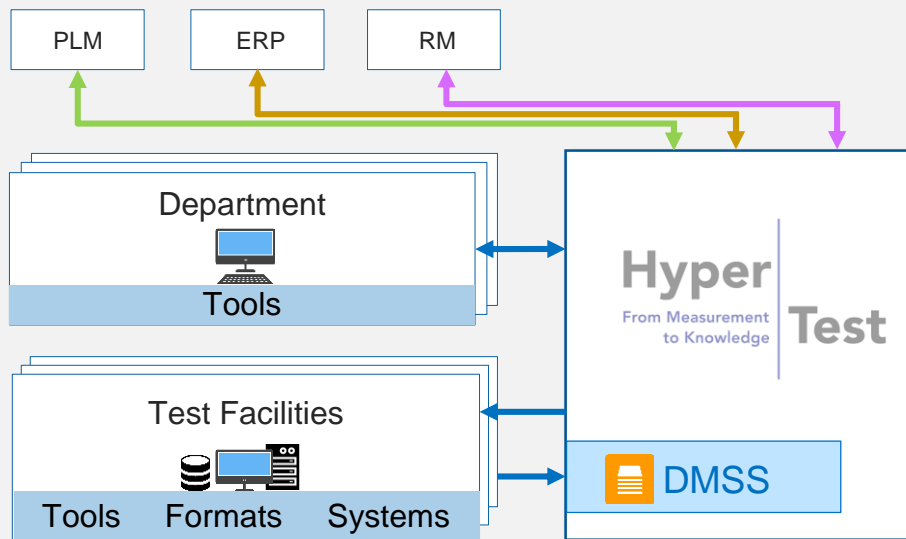 PLM
ERP
RM
Department
Tools
Hyper
From Measurement
to Knowledge
Test
Test Facilities
Tools Formats Systems
DMSS